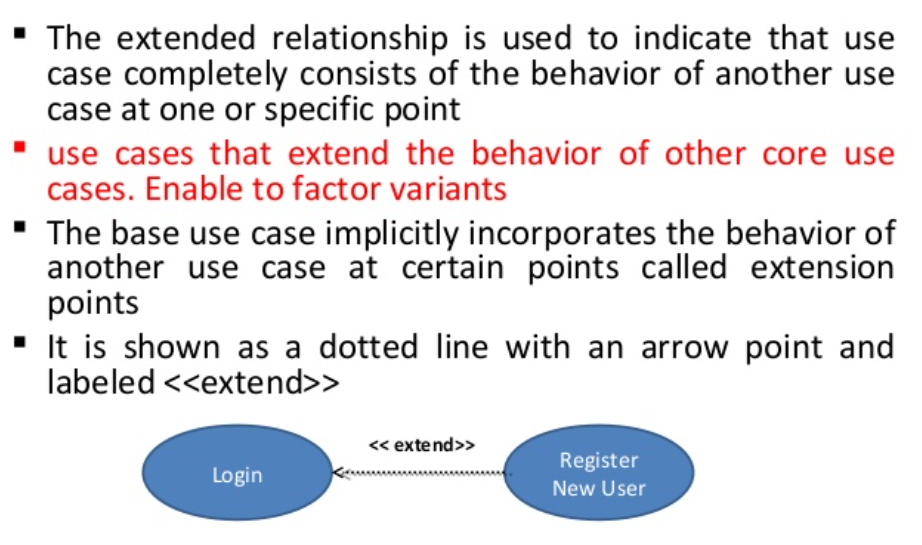 ▪ The extended relationship is used to indicate that use
case completely consists of the behavior of another use
case at one or specific point
▪ use cases that extend the behavior of other core use
cases. Enable to factor variants
▪ The base use case implicitly incorporates the behavior of
another use case at certain points called extension
points
▪ It is shown as a dotted line with an arrow point and
labeled <<extend>>
<< extend>>
Login
Register
New User